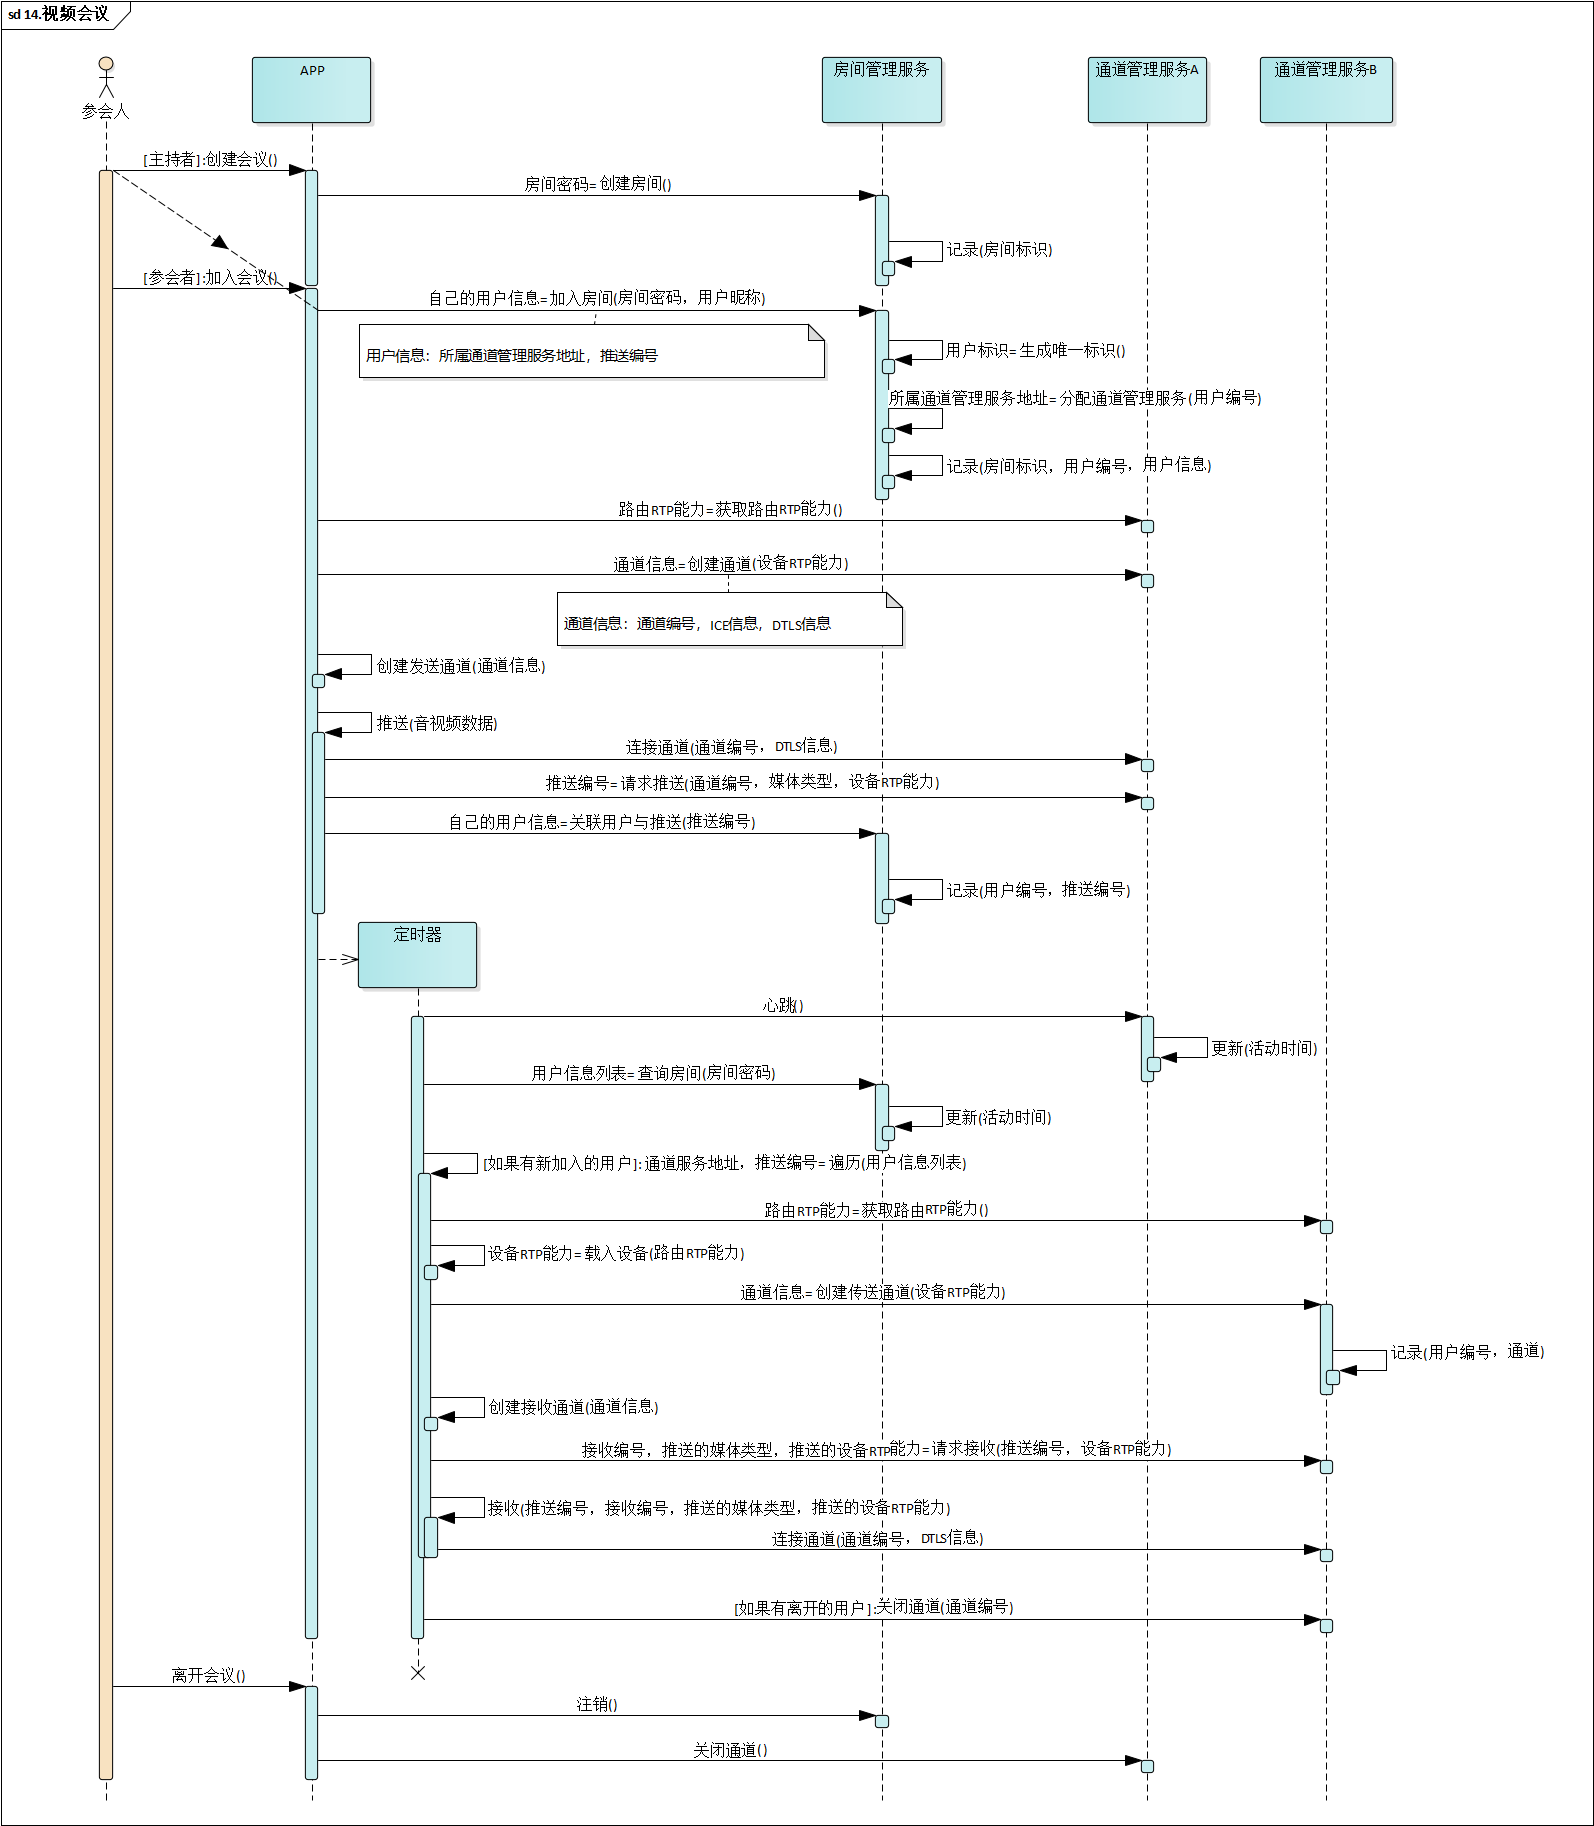 sd 14.视频会议
参会人
APP
房间管理服务
通道管理服务A
通道管理服务B
[主持者]:创建会议()
房间密码= 创建房间()
记录(房间标识)
[参会者]:加入会议()
自己的用户信息=加入房间(房间密码，用户昵称)
用户信息：所属通道管理服务地址，推送编号
用户标识= 生成唯一标识()
所属通道管理服务地址= 分配通道管理服务(用户编号)
记录(房间标识，用户编号，用户信息)
路由RTP能力=获取路由RTP能力()
通道信息= 创建通道(设备RTP能力)
通道信息：通道编号，ICE信息，DTLS信息
创建发送通道(通道信息)
推送(音视频数据)
连接通道(通道编号，DTLS信息)
推送编号= 请求推送(通道编号，媒体类型，设备RTP能力)
自己的用户信息=关联用户与推送(推送编号)
记录(用户编号，推送编号)
定时器
心跳()
更新(活动时间)
用户信息列表= 查询房间(房间密码)
更新(活动时间)
[如果有新加入的用户]: 通道服务地址，推送编号= 遍历(用户信息列表)
路由RTP能力=获取路由RTP能力()
设备RTP能力= 载入设备(路由RTP能力)
通道信息= 创建传送通道(设备RTP能力)
记录(用户编号，通道)
创建接收通道(通道信息)
接收编号，推送的媒体类型，推送的设备RTP能力=请求接收(推送编号，设备RTP能力)
接收(推送编号，接收编号，推送的媒体类型，推送的设备RTP能力)
连接通道(通道编号，DTLS信息)
[如果有离开的用户]:关闭通道(通道编号)
离开会议()
注销()
关闭通道()